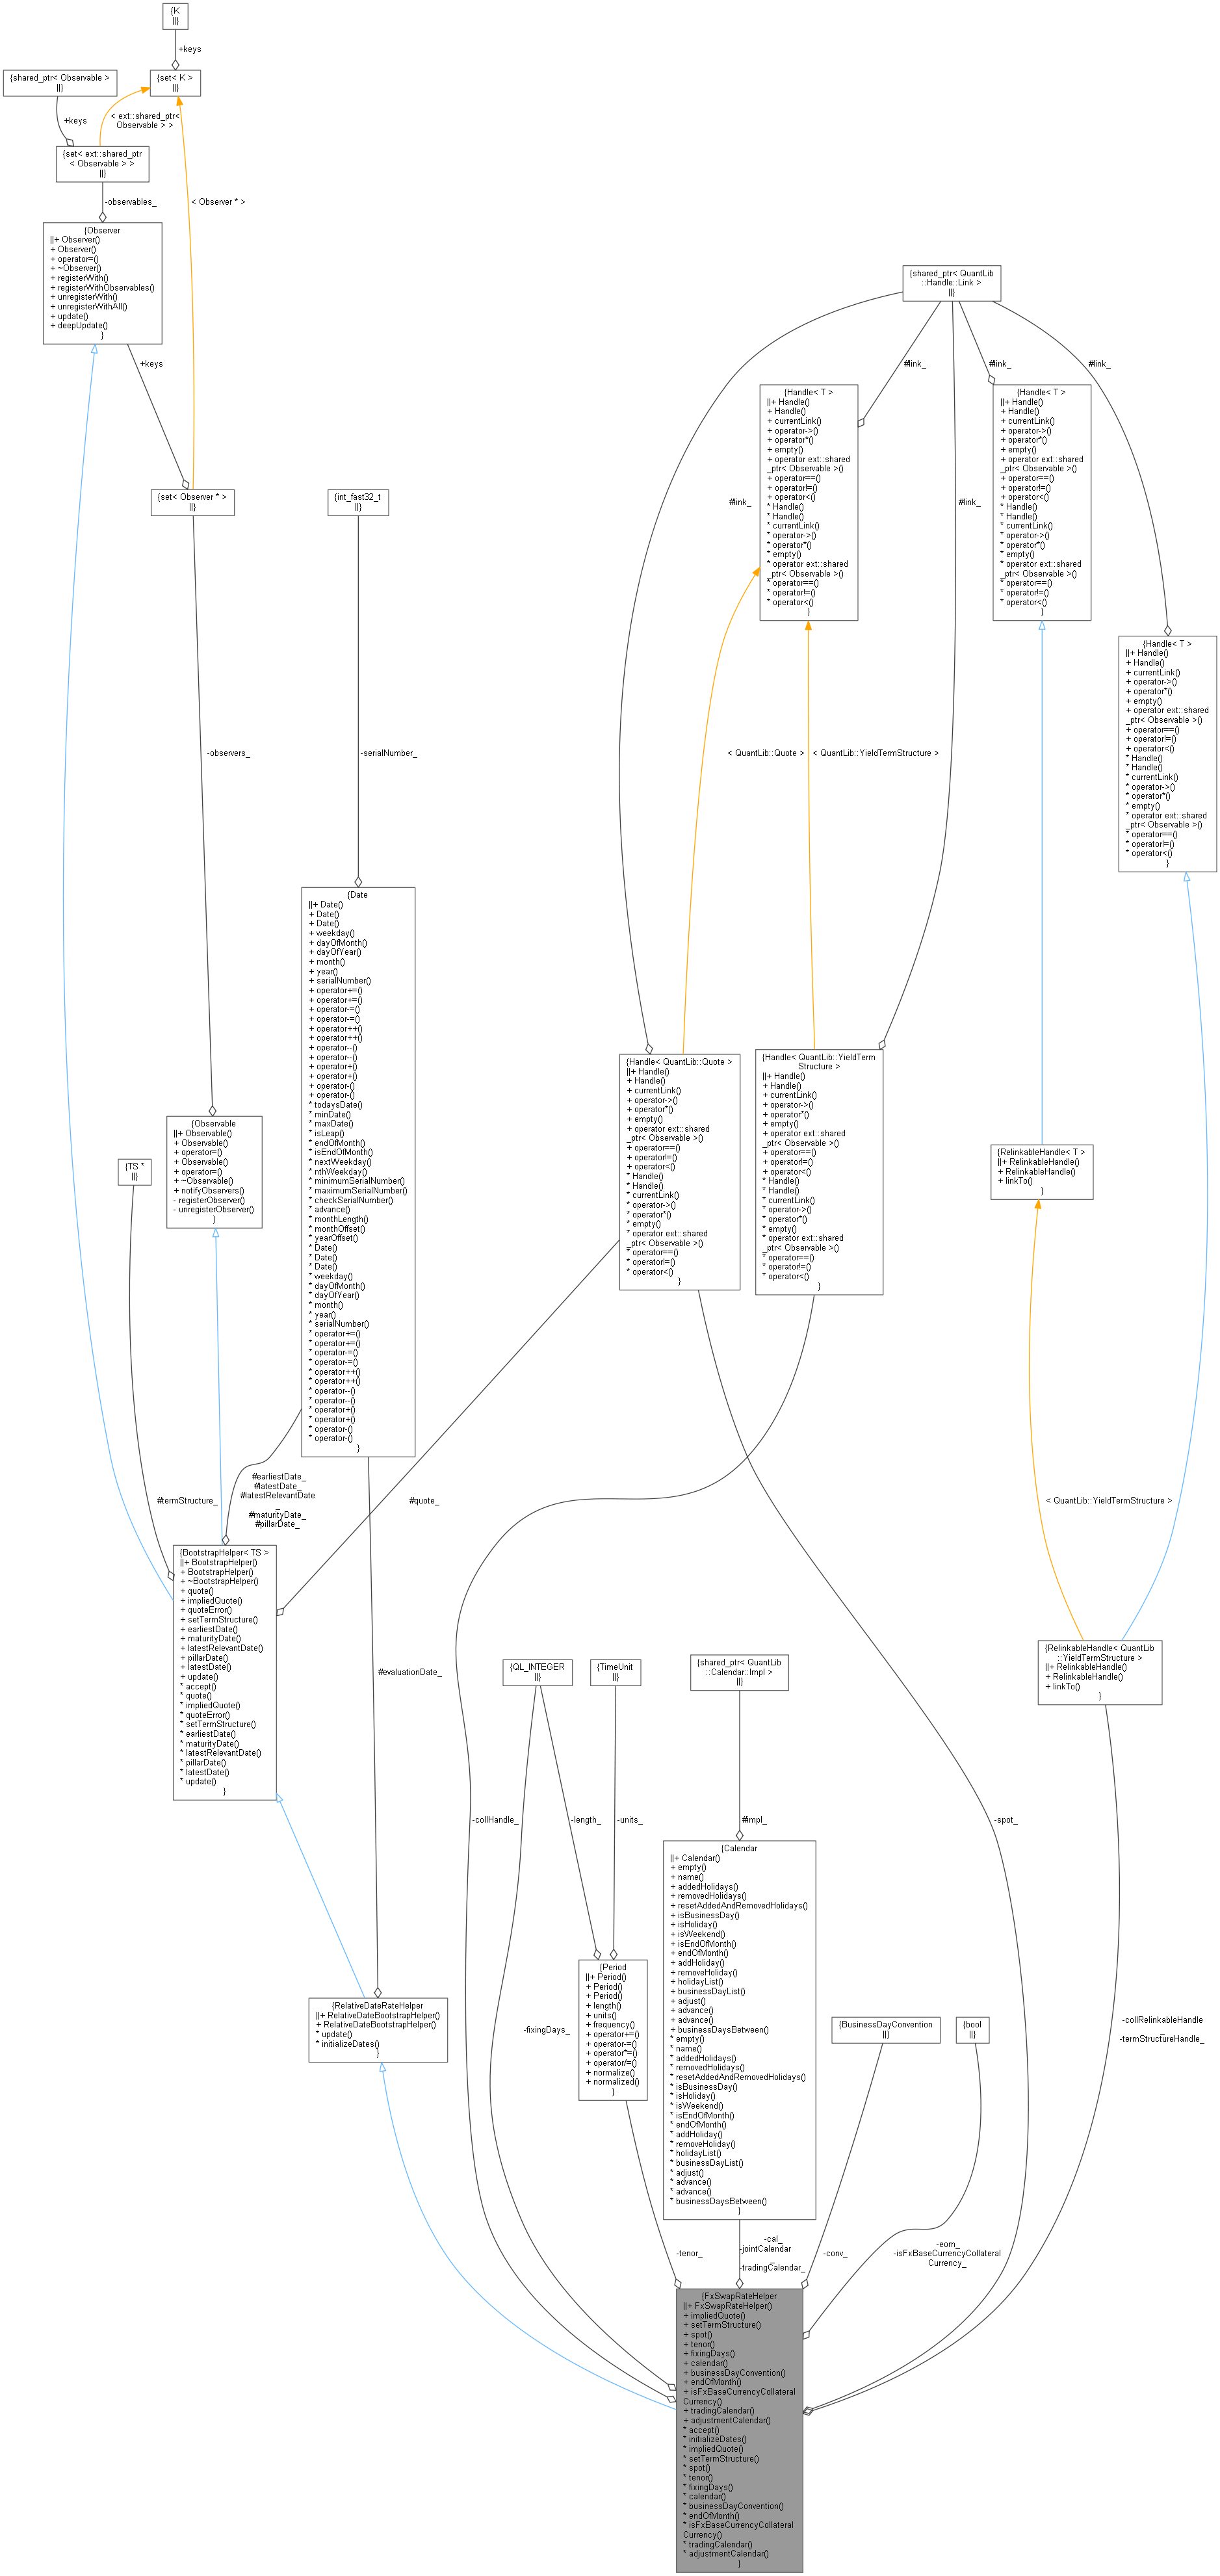 {K
||}
+keys
{shared_ptr< Observable >
||}
{set< K >
||}
+keys
< ext::shared_ptr<
Observable > >
{set< ext::shared_ptr
< Observable > >
||}
-observables_
< Observer * >
{Observer
||+ Observer()
+ Observer()
+ operator=()
+ ~Observer()
+ registerWith()
+ registerWithObservables()
+ unregisterWith()
+ unregisterWithAll()
+ update()
+ deepUpdate()
}
+keys
{set< Observer * >
||}
-observers_
{int_fast32_t
||}
-serialNumber_
{shared_ptr< QuantLib
::Handle::Link >
||}
#link_
#link_
#link_
#link_
#link_
{Handle< T >
||+ Handle()
+ Handle()
+ currentLink()
+ operator->()
+ operator*()
+ empty()
+ operator ext::shared
_ptr< Observable >()
+ operator==()
+ operator!=()
+ operator<()
* Handle()
* Handle()
* currentLink()
* operator->()
* operator*()
* empty()
* operator ext::shared
_ptr< Observable >()
* operator==()
* operator!=()
* operator<()
}
{Handle< T >
||+ Handle()
+ Handle()
+ currentLink()
+ operator->()
+ operator*()
+ empty()
+ operator ext::shared
_ptr< Observable >()
+ operator==()
+ operator!=()
+ operator<()
* Handle()
* Handle()
* currentLink()
* operator->()
* operator*()
* empty()
* operator ext::shared
_ptr< Observable >()
* operator==()
* operator!=()
* operator<()
}
{Handle< T >
||+ Handle()
+ Handle()
+ currentLink()
+ operator->()
+ operator*()
+ empty()
+ operator ext::shared
_ptr< Observable >()
+ operator==()
+ operator!=()
+ operator<()
* Handle()
* Handle()
* currentLink()
* operator->()
* operator*()
* empty()
* operator ext::shared
_ptr< Observable >()
* operator==()
* operator!=()
* operator<()
}
< QuantLib::Quote >
< QuantLib::YieldTermStructure >
{Date
||+ Date()
+ Date()
+ Date()
+ weekday()
+ dayOfMonth()
+ dayOfYear()
+ month()
+ year()
+ serialNumber()
+ operator+=()
+ operator+=()
+ operator-=()
+ operator-=()
+ operator++()
+ operator++()
+ operator--()
+ operator--()
+ operator+()
+ operator+()
+ operator-()
+ operator-()
* todaysDate()
* minDate()
* maxDate()
* isLeap()
* endOfMonth()
* isEndOfMonth()
* nextWeekday()
* nthWeekday()
* minimumSerialNumber()
* maximumSerialNumber()
* checkSerialNumber()
* advance()
* monthLength()
* monthOffset()
* yearOffset()
* Date()
* Date()
* Date()
* weekday()
* dayOfMonth()
* dayOfYear()
* month()
* year()
* serialNumber()
* operator+=()
* operator+=()
* operator-=()
* operator-=()
* operator++()
* operator++()
* operator--()
* operator--()
* operator+()
* operator+()
* operator-()
* operator-()
}
{Observable
||+ Observable()
+ Observable()
+ operator=()
+ Observable()
+ operator=()
+ ~Observable()
+ notifyObservers()
- registerObserver()
- unregisterObserver()
}
{TS *
||}
{Handle< QuantLib::Quote >
||+ Handle()
+ Handle()
+ currentLink()
+ operator->()
+ operator*()
+ empty()
+ operator ext::shared
_ptr< Observable >()
+ operator==()
+ operator!=()
+ operator<()
* Handle()
* Handle()
* currentLink()
* operator->()
* operator*()
* empty()
* operator ext::shared
_ptr< Observable >()
* operator==()
* operator!=()
* operator<()
}
{Handle< QuantLib::YieldTerm
Structure >
||+ Handle()
+ Handle()
+ currentLink()
+ operator->()
+ operator*()
+ empty()
+ operator ext::shared
_ptr< Observable >()
+ operator==()
+ operator!=()
+ operator<()
* Handle()
* Handle()
* currentLink()
* operator->()
* operator*()
* empty()
* operator ext::shared
_ptr< Observable >()
* operator==()
* operator!=()
* operator<()
}
{RelinkableHandle< T >
||+ RelinkableHandle()
+ RelinkableHandle()
+ linkTo()
}
#termStructure_
#earliestDate_
#latestDate_
#latestRelevantDate
_
#maturityDate_
#pillarDate_
#quote_
< QuantLib::YieldTermStructure >
{BootstrapHelper< TS >
||+ BootstrapHelper()
+ BootstrapHelper()
+ ~BootstrapHelper()
+ quote()
+ impliedQuote()
+ quoteError()
+ setTermStructure()
+ earliestDate()
+ maturityDate()
+ latestRelevantDate()
+ pillarDate()
+ latestDate()
+ update()
* accept()
* quote()
* impliedQuote()
* quoteError()
* setTermStructure()
* earliestDate()
* maturityDate()
* latestRelevantDate()
* pillarDate()
* latestDate()
* update()
}
#evaluationDate_
{QL_INTEGER
||}
{TimeUnit
||}
{shared_ptr< QuantLib
::Calendar::Impl >
||}
{RelinkableHandle< QuantLib
::YieldTermStructure >
||+ RelinkableHandle()
+ RelinkableHandle()
+ linkTo()
}
-collHandle_
-length_
-units_
#impl_
-spot_
{Calendar
||+ Calendar()
+ empty()
+ name()
+ addedHolidays()
+ removedHolidays()
+ resetAddedAndRemovedHolidays()
+ isBusinessDay()
+ isHoliday()
+ isWeekend()
+ isEndOfMonth()
+ endOfMonth()
+ addHoliday()
+ removeHoliday()
+ holidayList()
+ businessDayList()
+ adjust()
+ advance()
+ advance()
+ businessDaysBetween()
* empty()
* name()
* addedHolidays()
* removedHolidays()
* resetAddedAndRemovedHolidays()
* isBusinessDay()
* isHoliday()
* isWeekend()
* isEndOfMonth()
* endOfMonth()
* addHoliday()
* removeHoliday()
* holidayList()
* businessDayList()
* adjust()
* advance()
* advance()
* businessDaysBetween()
}
{Period
||+ Period()
+ Period()
+ Period()
+ length()
+ units()
+ frequency()
+ operator+=()
+ operator-=()
+ operator*=()
+ operator/=()
+ normalize()
+ normalized()
}
{RelativeDateRateHelper
||+ RelativeDateBootstrapHelper()
+ RelativeDateBootstrapHelper()
* update()
* initializeDates()
}
-fixingDays_
{BusinessDayConvention
||}
{bool
||}
-collRelinkableHandle
_
-termStructureHandle_
-tenor_
-cal_
-jointCalendar
_
-tradingCalendar_
-conv_
-eom_
-isFxBaseCurrencyCollateral
Currency_
{FxSwapRateHelper
||+ FxSwapRateHelper()
+ impliedQuote()
+ setTermStructure()
+ spot()
+ tenor()
+ fixingDays()
+ calendar()
+ businessDayConvention()
+ endOfMonth()
+ isFxBaseCurrencyCollateral
Currency()
+ tradingCalendar()
+ adjustmentCalendar()
* accept()
* initializeDates()
* impliedQuote()
* setTermStructure()
* spot()
* tenor()
* fixingDays()
* calendar()
* businessDayConvention()
* endOfMonth()
* isFxBaseCurrencyCollateral
Currency()
* tradingCalendar()
* adjustmentCalendar()
}